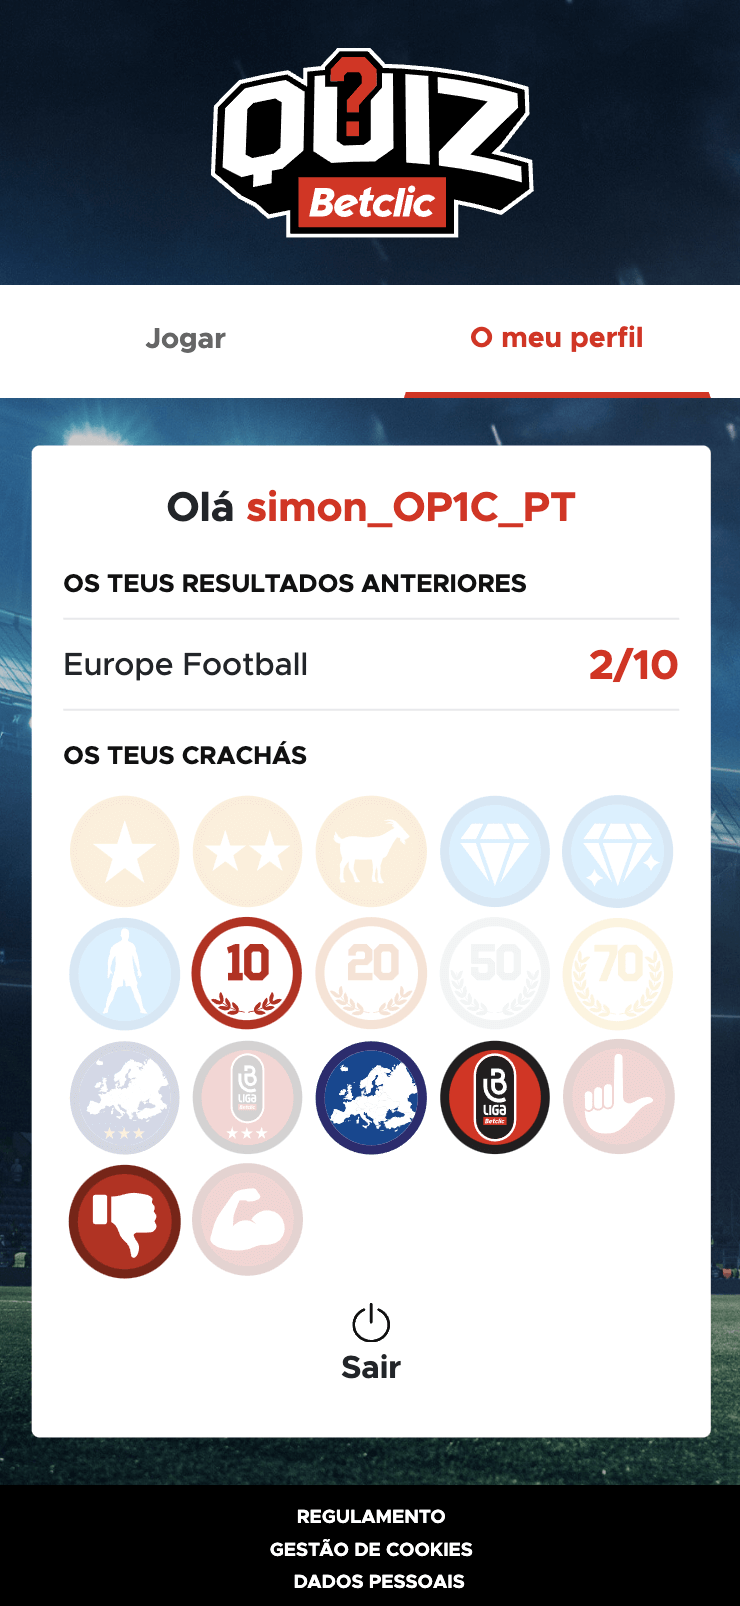 QUIZ
Betclic
Jogar
O meu perfil
Olá simon_OP1C_PT
OS TEUS RESULTADOS ANTERIORES
Europe Football 2/10
OS TEUS CRACHÁS
10 20 50 70
LIGA
Betclic
LIGA
Betclic
Sair
REGULAMENTO
GESTÃO DE COOKIES
DADOS PESSOAIS